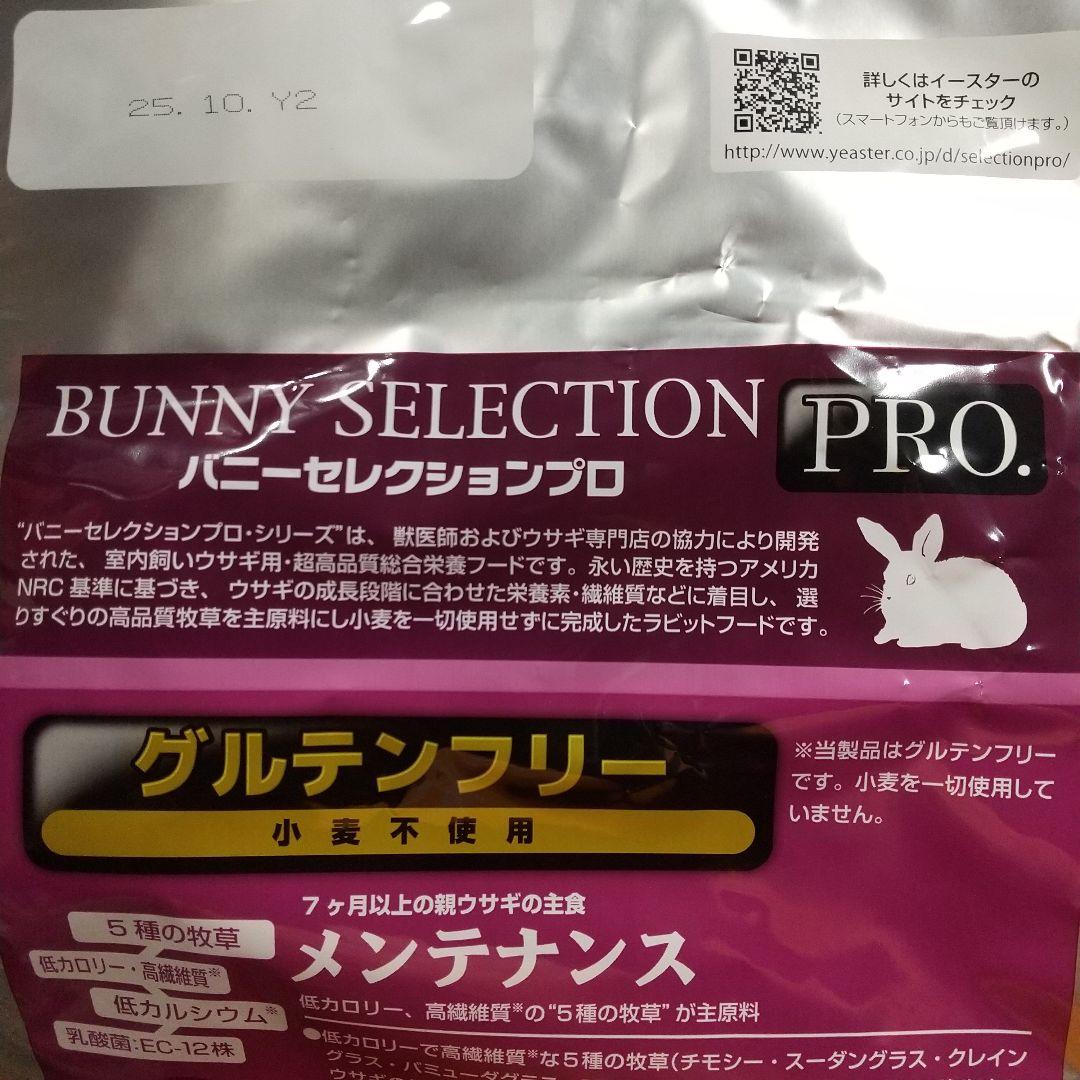 25. 10. Y2
詳しくはイースターの
サイトをチェック
(スマートフォンからもご覧頂けます。)
http://www.yeaster.co.jp/d/selectionpro/
BUNNY SELECTION PRO.
バニーセレクションプロ
“バニーセレクションプロ・シリーズ”は、獣医師およびウサギ専門店の協力により開発
された、室内飼いウサギ用・超高品質総合栄養フードです。永い歴史を持つアメリカ
NRC基準に基づき、ウサギの成長段階に合わせた栄養素・繊維質などに着目し、選
りすぐりの高品質牧草を主原料にし小麦を一切使用せずに完成したラビットフードです。
グルテンフリー
小麦不使用
※当製品はグルテンフリー
です。小麦を一切使用して
いません。
7ヶ月以上の親ウサギの主食
メンテナンス
5種の牧草
低カロリー・高繊維質※
低カルシウム※
乳酸菌:EC-12株
低カロリー、高繊維質※の“5種の牧草”が主原料
●低カロリーで高繊維質※な5種の牧草(チモシー・スーダングラス・クレイン
グラス・バミューダグラス